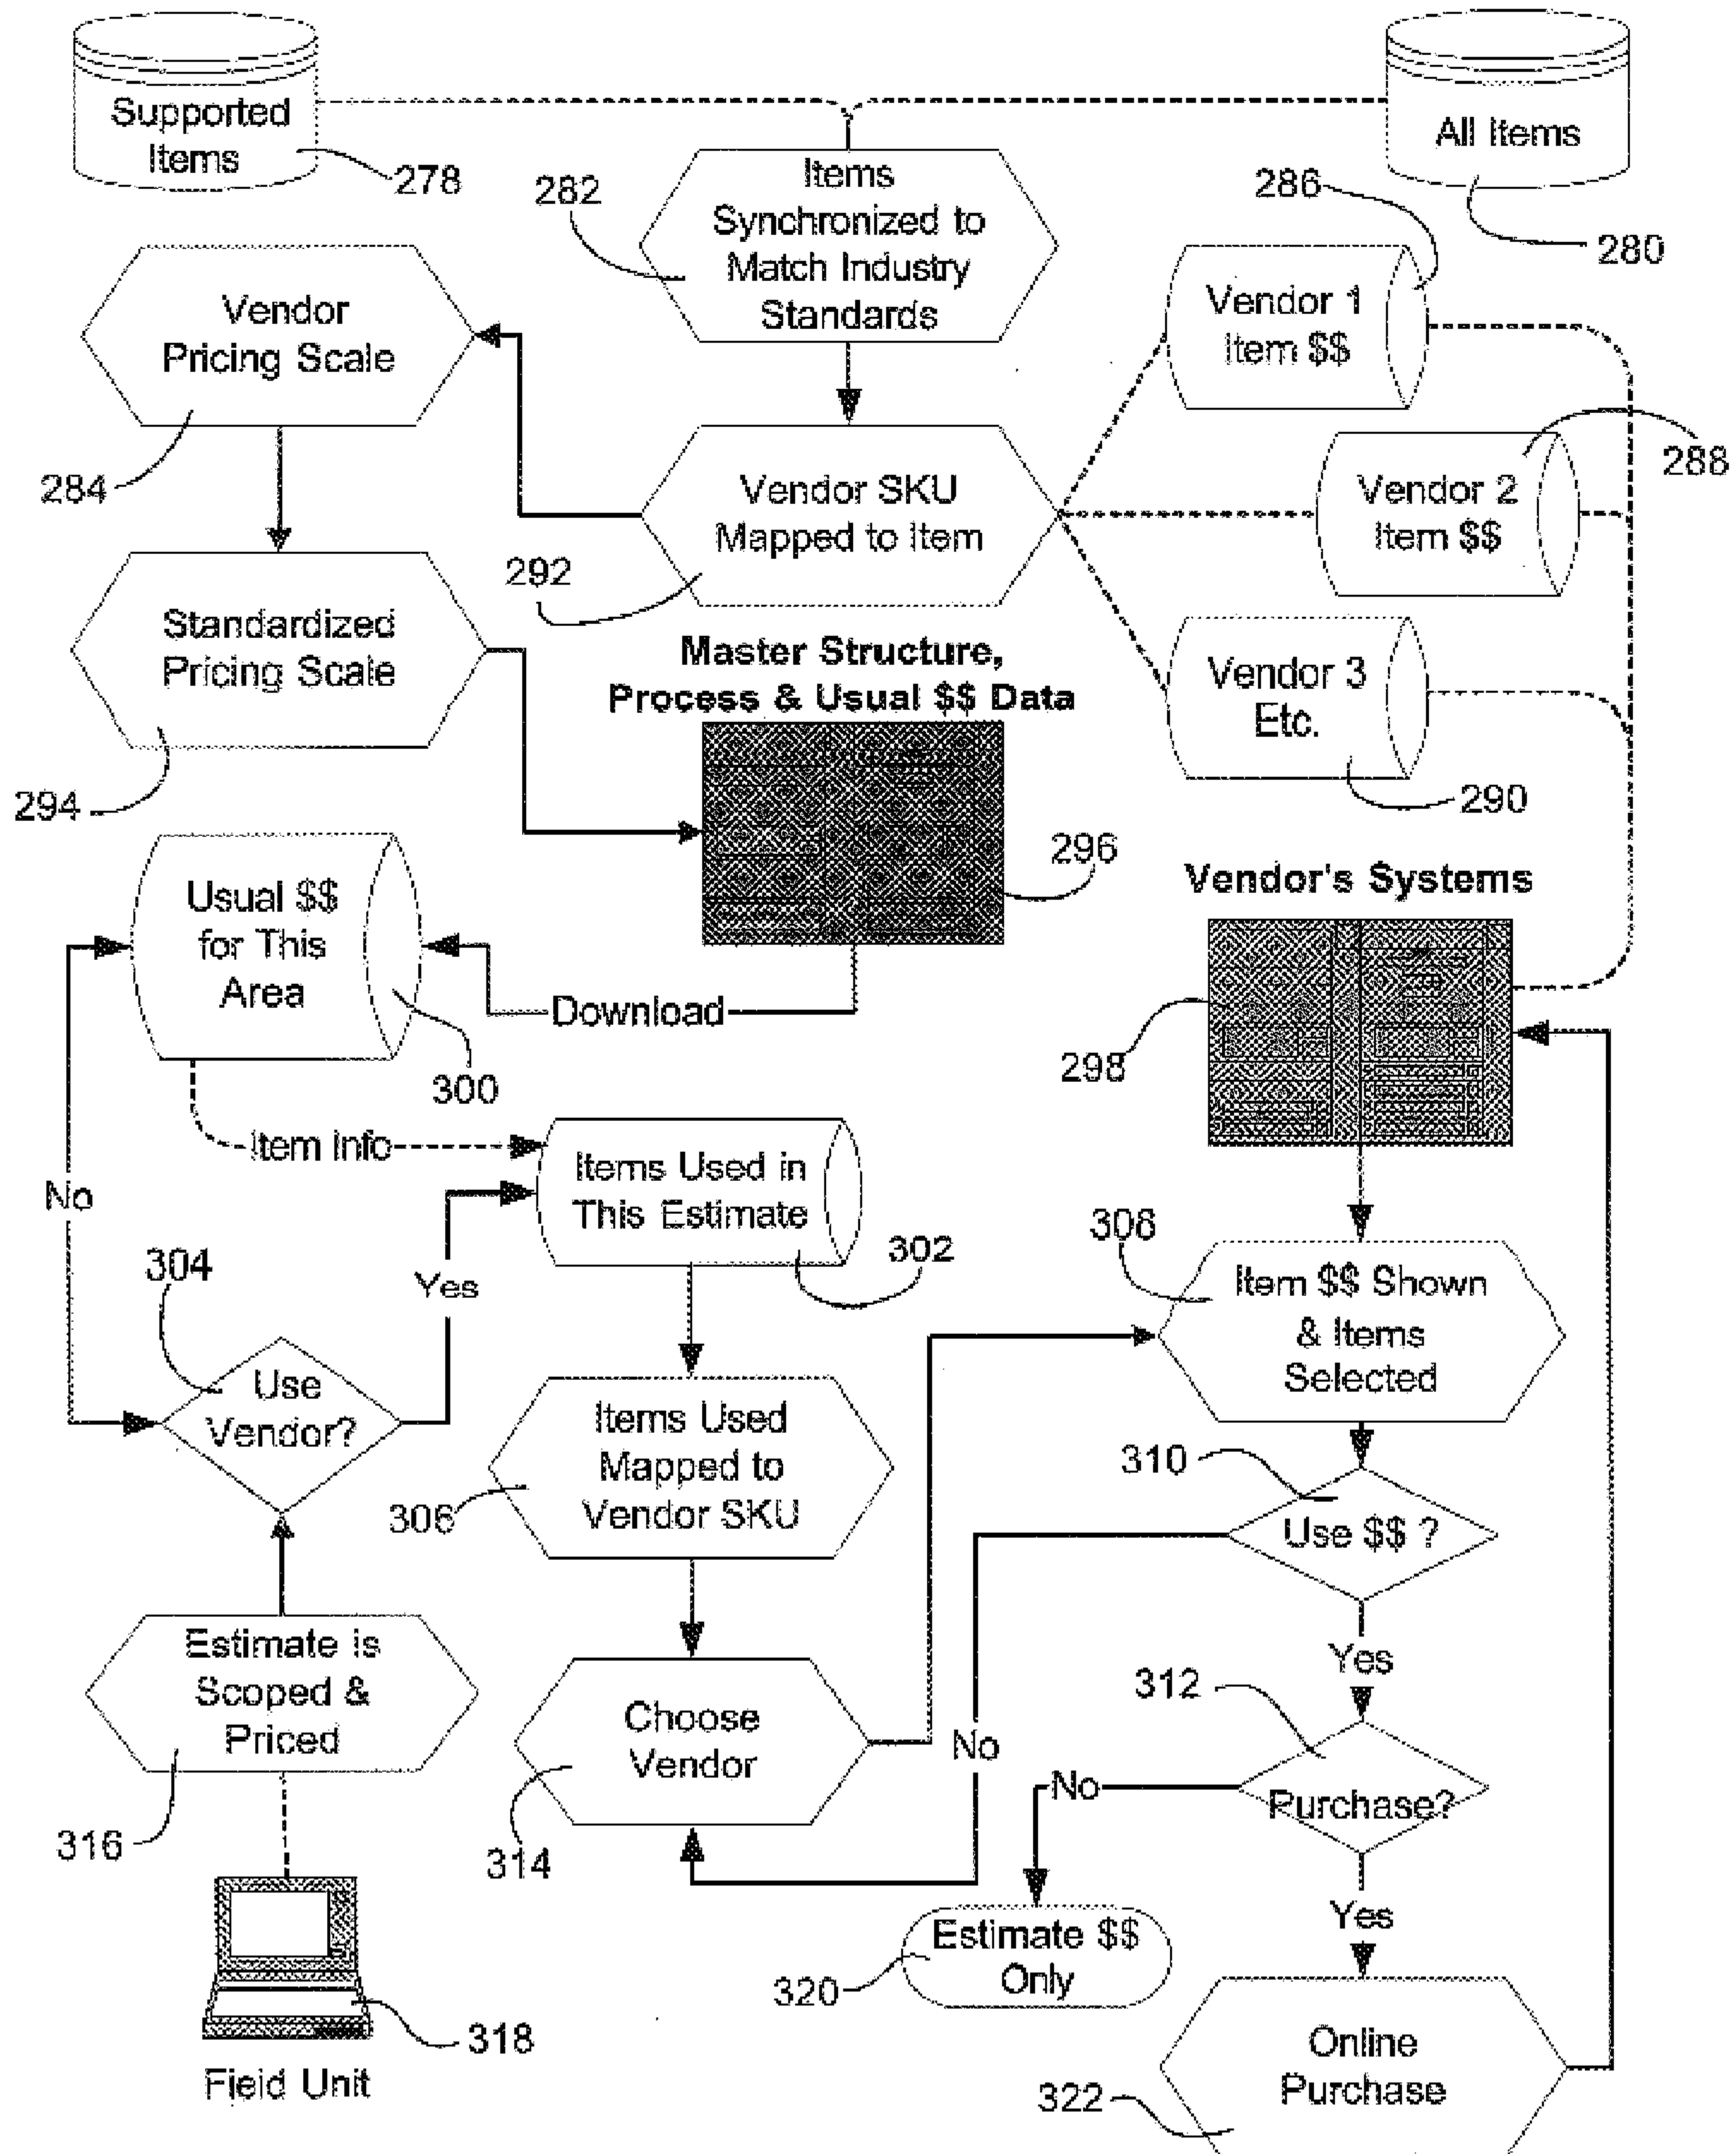 Supported
Items
278
All Items
280
282
Items
Synchronized to
Match Industry
Standards
286
Vendor 1
Item $$
Vendor
Pricing Scale
284
Vendor SKU
Mapped to Item
292
Vendor 2
Item $$
288
Standardized
Pricing Scale
294
Master Structure,
Process & Usual $$ Data
296
Vendor 3
Etc.
290
Vendor's Systems
298
Usual $$
for This
Area
300
Download
Item Info
No
Yes
Items Used in
This Estimate
302
304
Use
Vendor?
308
Item $$ Shown
& Items
Selected
Items Used
Mapped to
Vendor SKU
306
310
Use $$ ?
Yes
No
Estimate is
Scoped &
Priced
316
Choose
Vendor
314
312
Purchase?
No
Yes
Estimate $$
Only
320
318
Field Unit
Online
Purchase
322